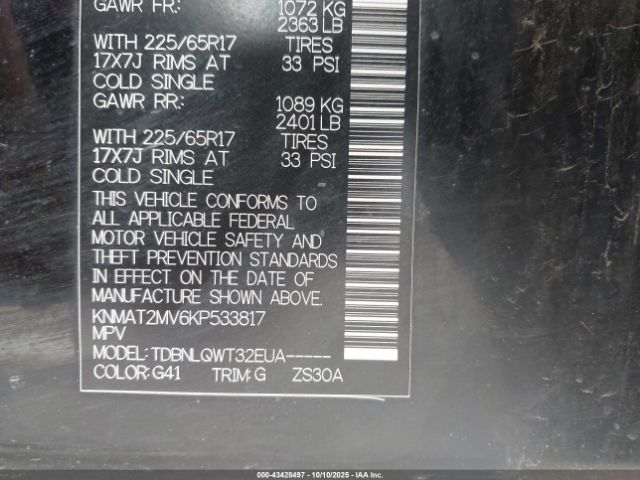 GAWR FR: 1072 KG
2363 LB
WITH 225/65R17 TIRES
17X7J RIMS AT 33 PSI
COLD SINGLE
GAWR RR: 1089 KG
2401 LB
WITH 225/65R17 TIRES
17X7J RIMS AT 33 PSI
COLD SINGLE
THIS VEHICLE CONFORMS TO
ALL APPLICABLE FEDERAL
MOTOR VEHICLE SAFETY AND
THEFT PREVENTION STANDARDS
IN EFFECT ON THE DATE OF
MANUFACTURE SHOWN ABOVE.
KNMAT2MV6KP533817
MPV
MODEL: TDBNLQWT32EUA-----
COLOR: G41 TRIM: G ZS30A
000-43428497 - 10/10/2025 - IAA, Inc.